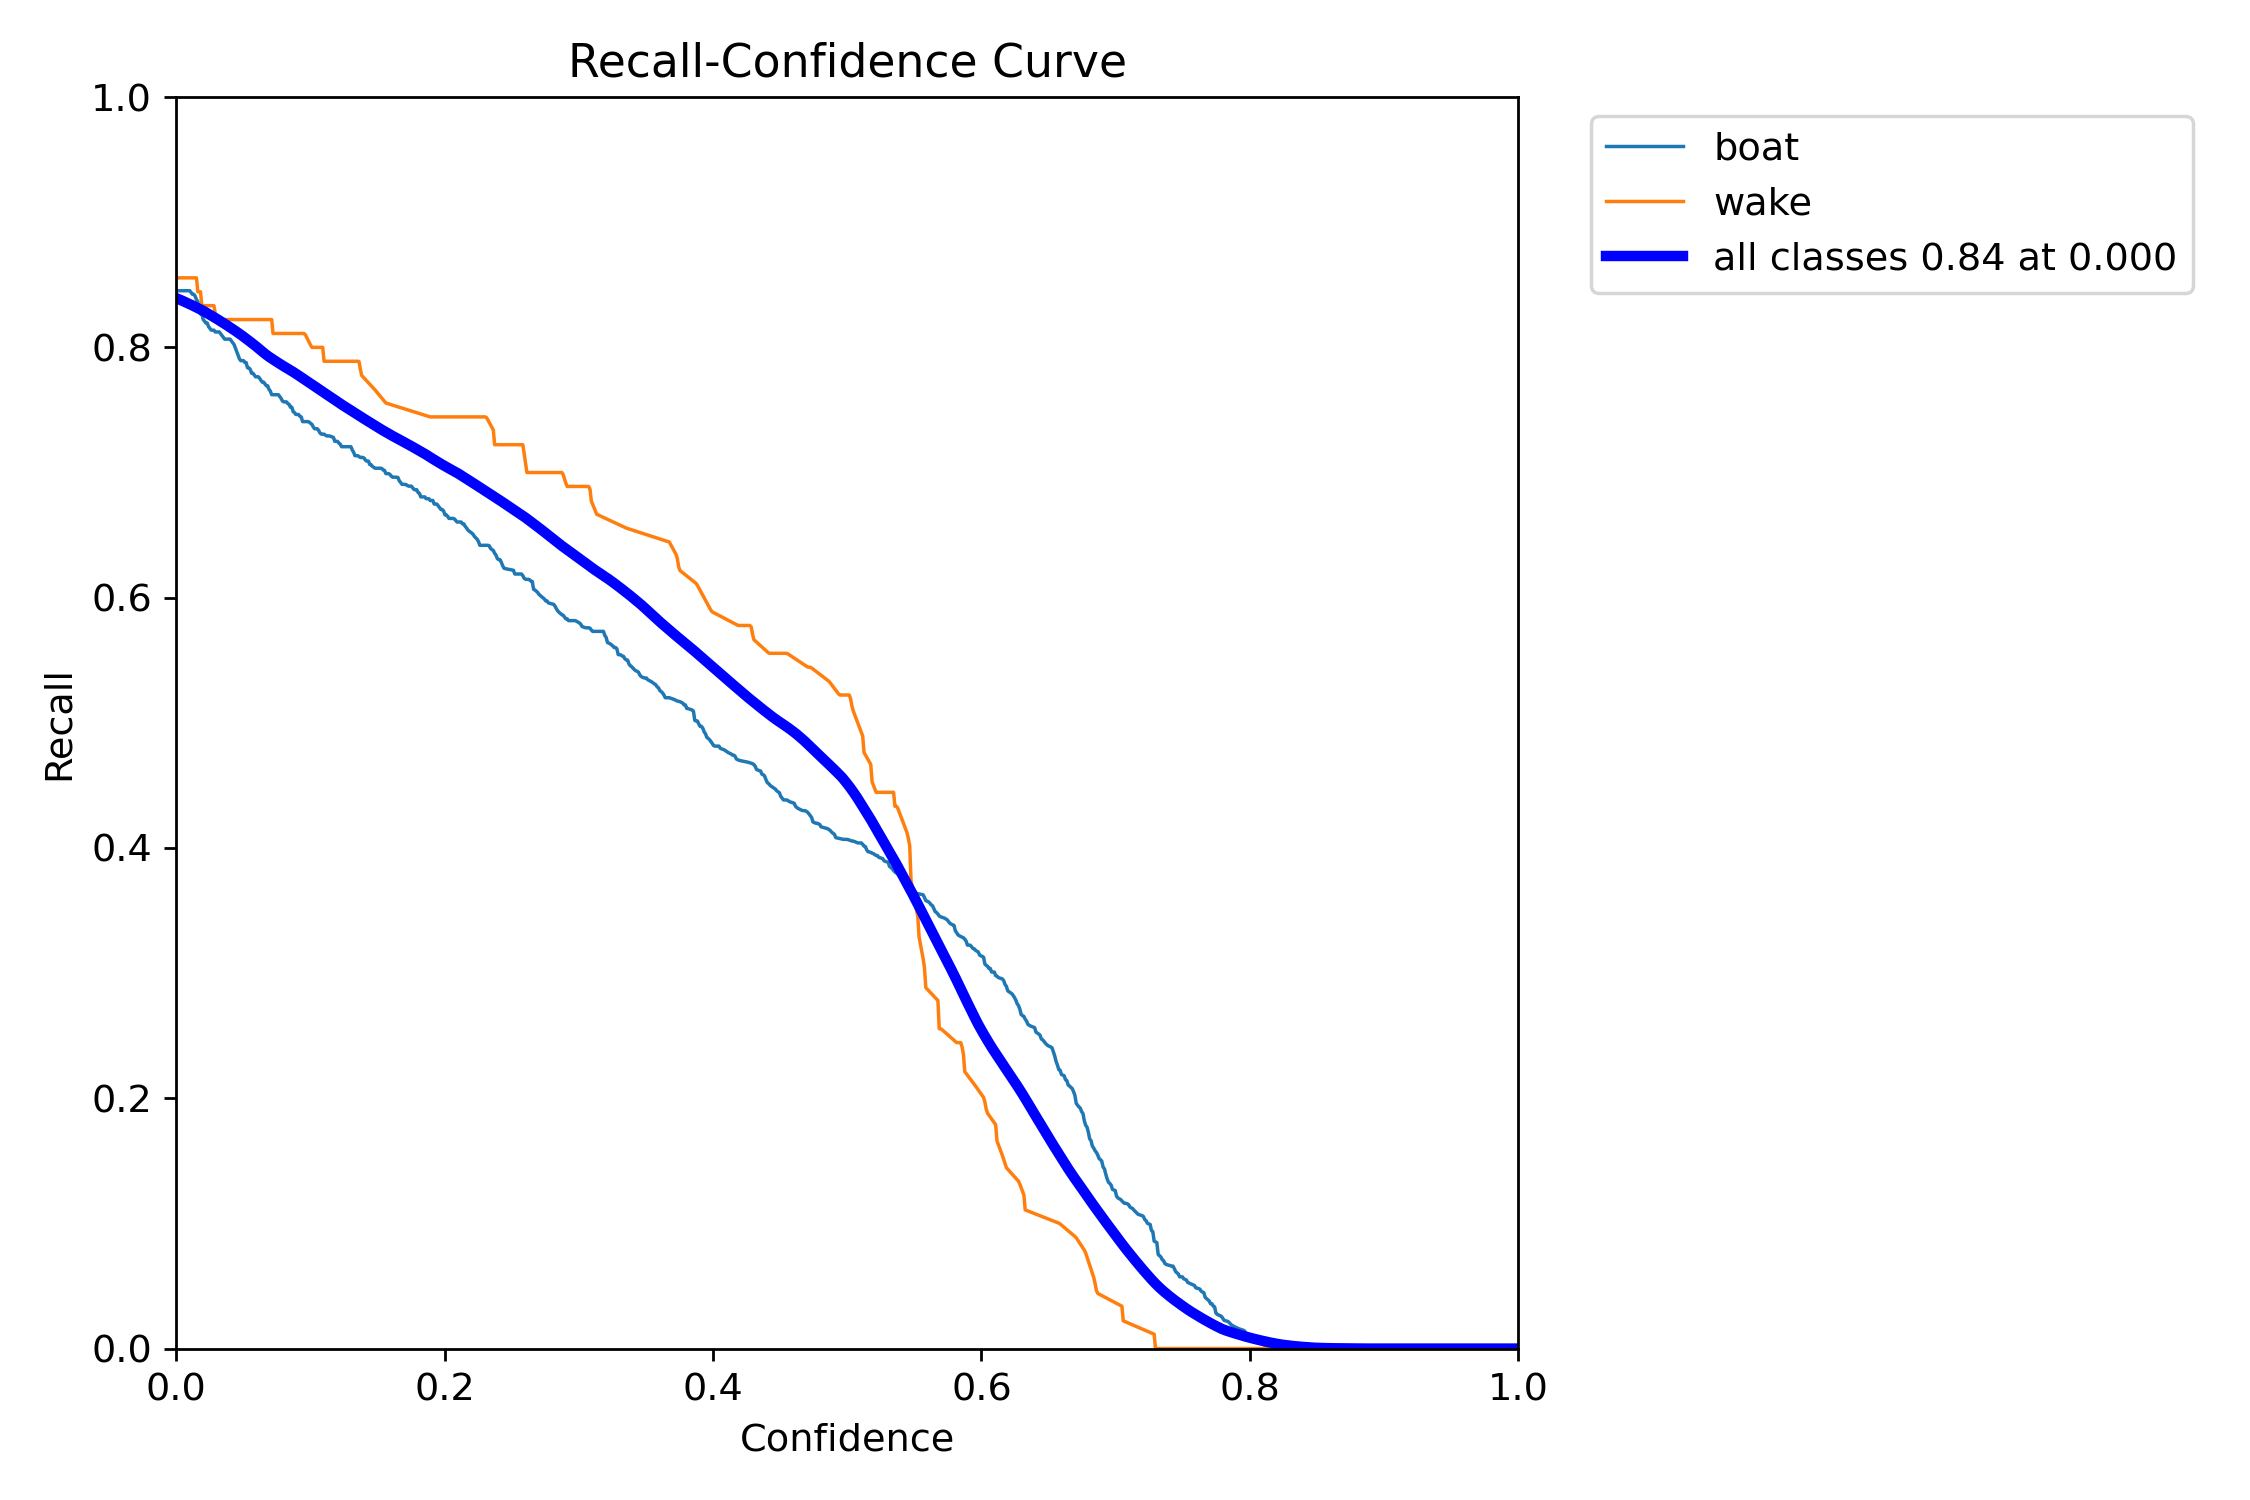 Recall-Confidence Curve
1.0
0.8
0.6
0.4
0.2
0.0
Recall
0.0 0.2 0.4 0.6 0.8 1.0
Confidence
boat
wake
all classes 0.84 at 0.000